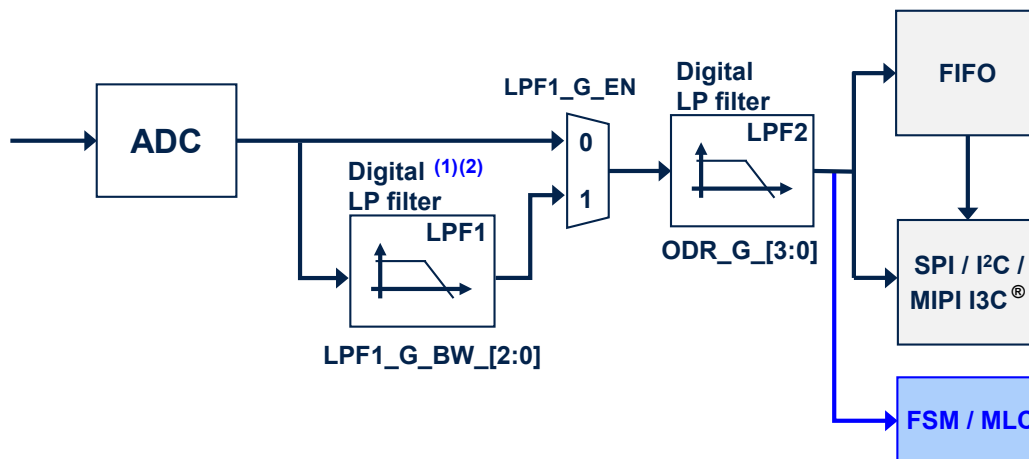 ADC
Digital (1)(2)
LP filter
LPF1
LPF1_G_BW_[2:0]
LPF1_G_EN
0
1
Digital
LP filter
LPF2
ODR_G_[3:0]
FIFO
SPI / I²C /
MIPI I3C ®
FSM / MLC